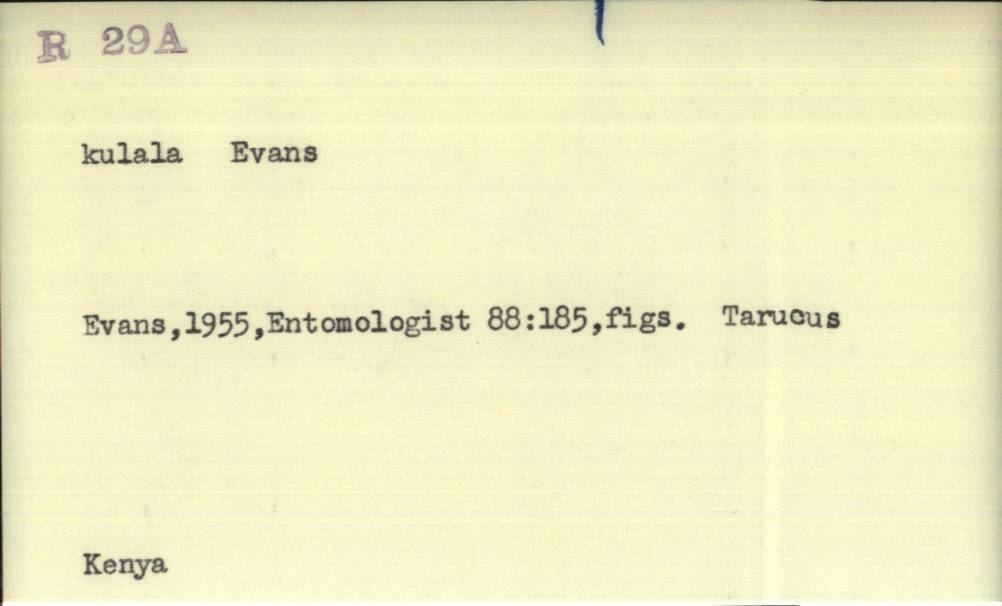 R 29A
kulala Evans
Evans,1955,Entomologist 88:185,figs. Tarucus
Kenya